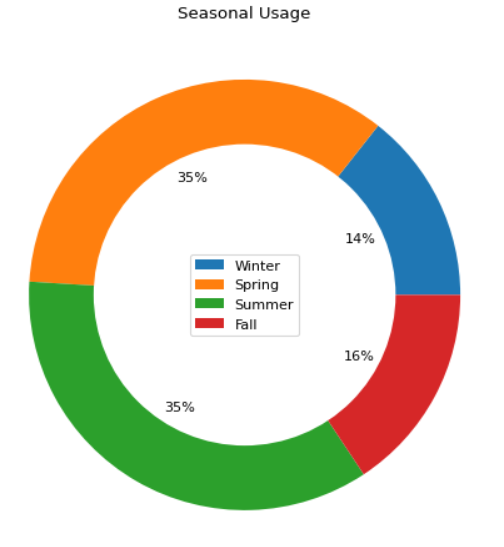 Seasonal Usage
35%
14%
Winter
Spring
Summer
Fall
16%
35%